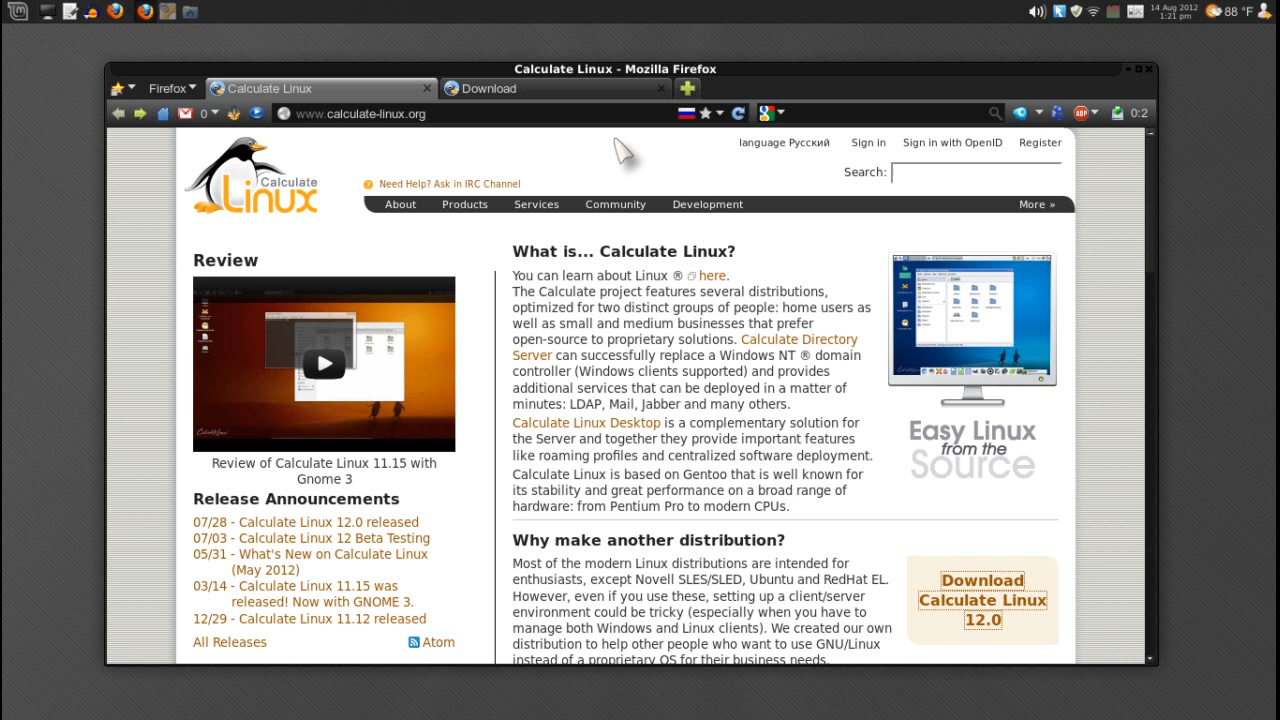 14 Aug 2012
1:21 pm
88 °F
Calculate Linux - Mozilla Firefox
Firefox
Calculate Linux
Download
0
www.calculate-linux.org
ABP
0:2
language Русский
Sign in
Sign in with OpenID
Register
Search:
Calculate
Linux
Need Help? Ask in IRC Channel
About
Products
Services
Community
Development
More »
Review
Review of Calculate Linux 11.15 with
Gnome 3
Release Announcements
07/28 - Calculate Linux 12.0 released
07/03 - Calculate Linux 12 Beta Testing
05/31 - What's New on Calculate Linux
(May 2012)
03/14 - Calculate Linux 11.15 was
released! Now with GNOME 3.
12/29 - Calculate Linux 11.12 released
All Releases
Atom
What is... Calculate Linux?
You can learn about Linux ® here.
The Calculate project features several distributions,
optimized for two distinct groups of people: home users as
well as small and medium businesses that prefer
open-source to proprietary solutions. Calculate Directory
Server can successfully replace a Windows NT ® domain
controller (Windows clients supported) and provides
additional services that can be deployed in a matter of
minutes: LDAP, Mail, Jabber and many others.
Calculate Linux Desktop is a complementary solution for
the Server and together they provide important features
like roaming profiles and centralized software deployment.
Calculate Linux is based on Gentoo that is well known for
its stability and great performance on a broad range of
hardware: from Pentium Pro to modern CPUs.
Easy Linux
from the
Source
Why make another distribution?
Most of the modern Linux distributions are intended for
enthusiasts, except Novell SLES/SLED, Ubuntu and RedHat EL.
However, even if you use these, setting up a client/server
environment could be tricky (especially when you have to
manage both Windows and Linux clients). We created our own
distribution to help other people who want to use GNU/Linux
instead of a proprietary OS for their business needs.
Download
Calculate Linux
12.0